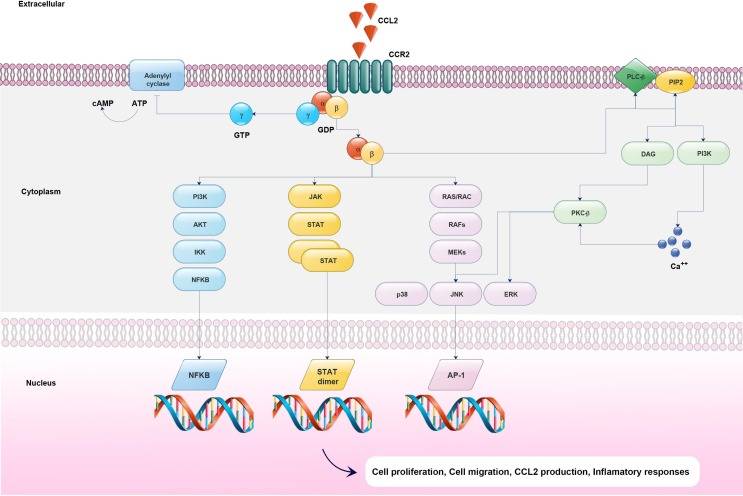 Extracellular
CCL2
CCR2
Adenylyl
cyclase
PLC-β
PIP2
cAMP
ATP
γ
GTP
γ
α
β
GDP
α
β
DAG
PI3K
Cytoplasm
PI3K
JAK
RAS/RAC
AKT
STAT
RAFs
PKC-β
IKK
STAT
MEKs
Ca++
NFKB
p38
JNK
ERK
Nucleus
NFKB
STAT
dimer
AP-1
Cell proliferation, Cell migration, CCL2 production, Inflamatory responses